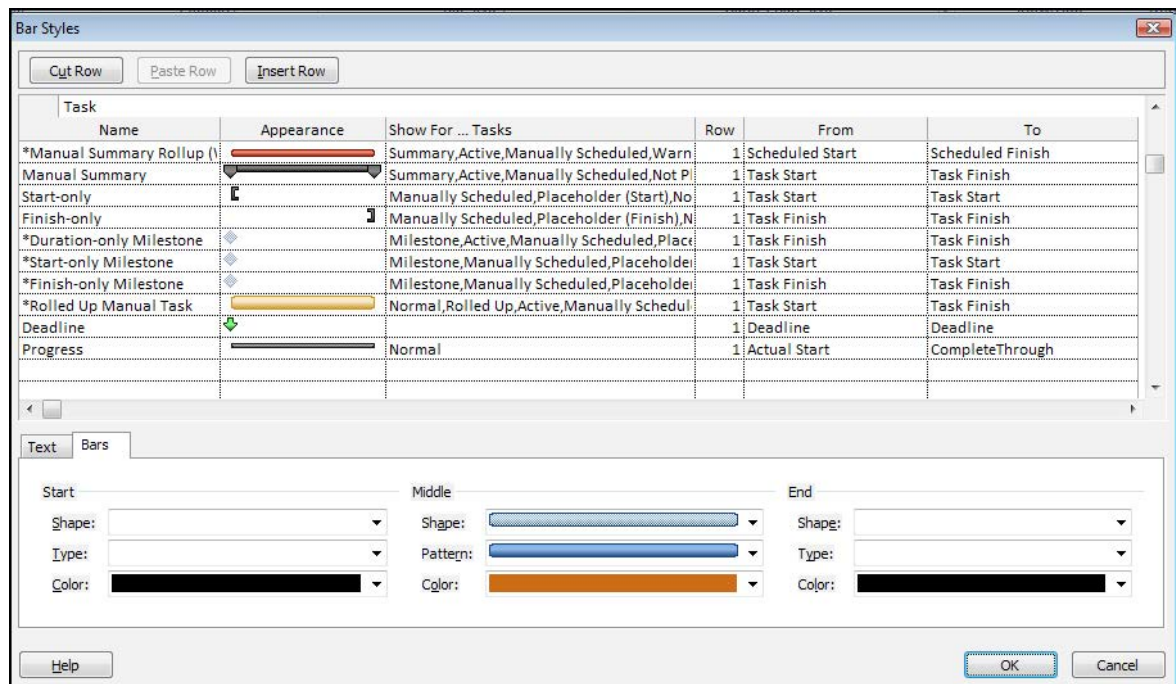 Bar Styles
Cut Row Paste Row Insert Row
Task
Name Appearance Show For ... Tasks Row From To
*Manual Summary Rollup (\ Summary,Active,Manually Scheduled,Warn 1 Scheduled Start Scheduled Finish
Manual Summary Summary,Active,Manually Scheduled,Not Pl 1 Task Start Task Finish
Start-only Manually Scheduled,Placeholder (Start),No 1 Task Start Task Start
Finish-only Manually Scheduled,Placeholder (Finish),N 1 Task Finish Task Finish
*Duration-only Milestone Milestone,Active,Manually Scheduled,Place 1 Task Finish Task Finish
*Start-only Milestone Milestone,Manually Scheduled,Placeholder 1 Task Start Task Start
*Finish-only Milestone Milestone,Manually Scheduled,Placeholder 1 Task Finish Task Finish
*Rolled Up Manual Task Normal,Rolled Up,Active,Manually Schedul 1 Task Start Task Finish
Deadline 1 Deadline Deadline
Progress Normal 1 Actual Start CompleteThrough
Text Bars
Start Middle End
Shape: Shape: Shape:
Type: Pattern: Type:
Color: Color: Color:
Help OK Cancel